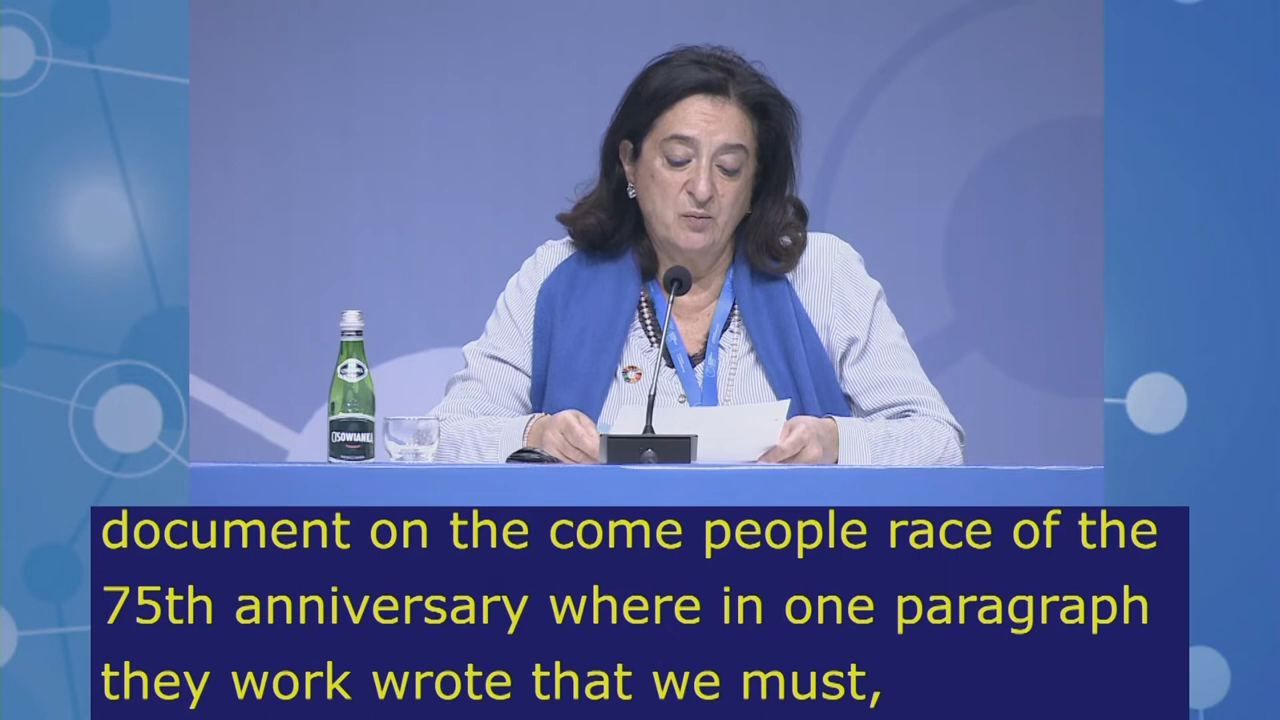 CISOWIANKA
document on the come people race of the
75th anniversary where in one paragraph
they work wrote that we must,